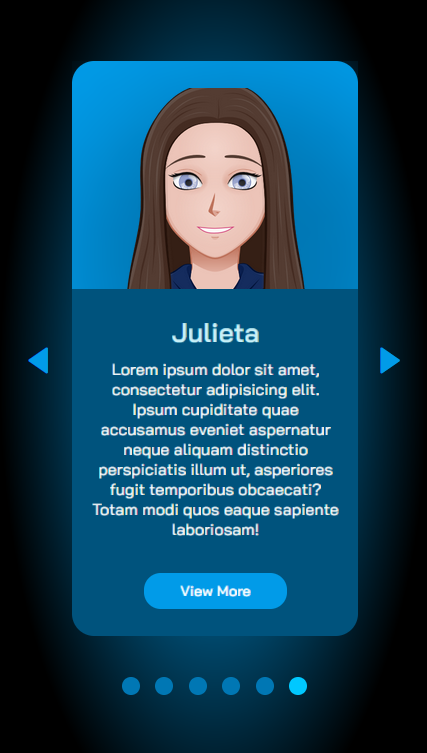 Julieta
Lorem ipsum dolor sit amet,
consectetur adipisicing elit.
Ipsum cupiditate quae
accusamus eveniet aspernatur
neque aliquam distinctio
perspiciatis illum ut, asperiores
fugit temporibus obcaecati?
Totam modi quos eaque sapiente
laboriosam!
View More